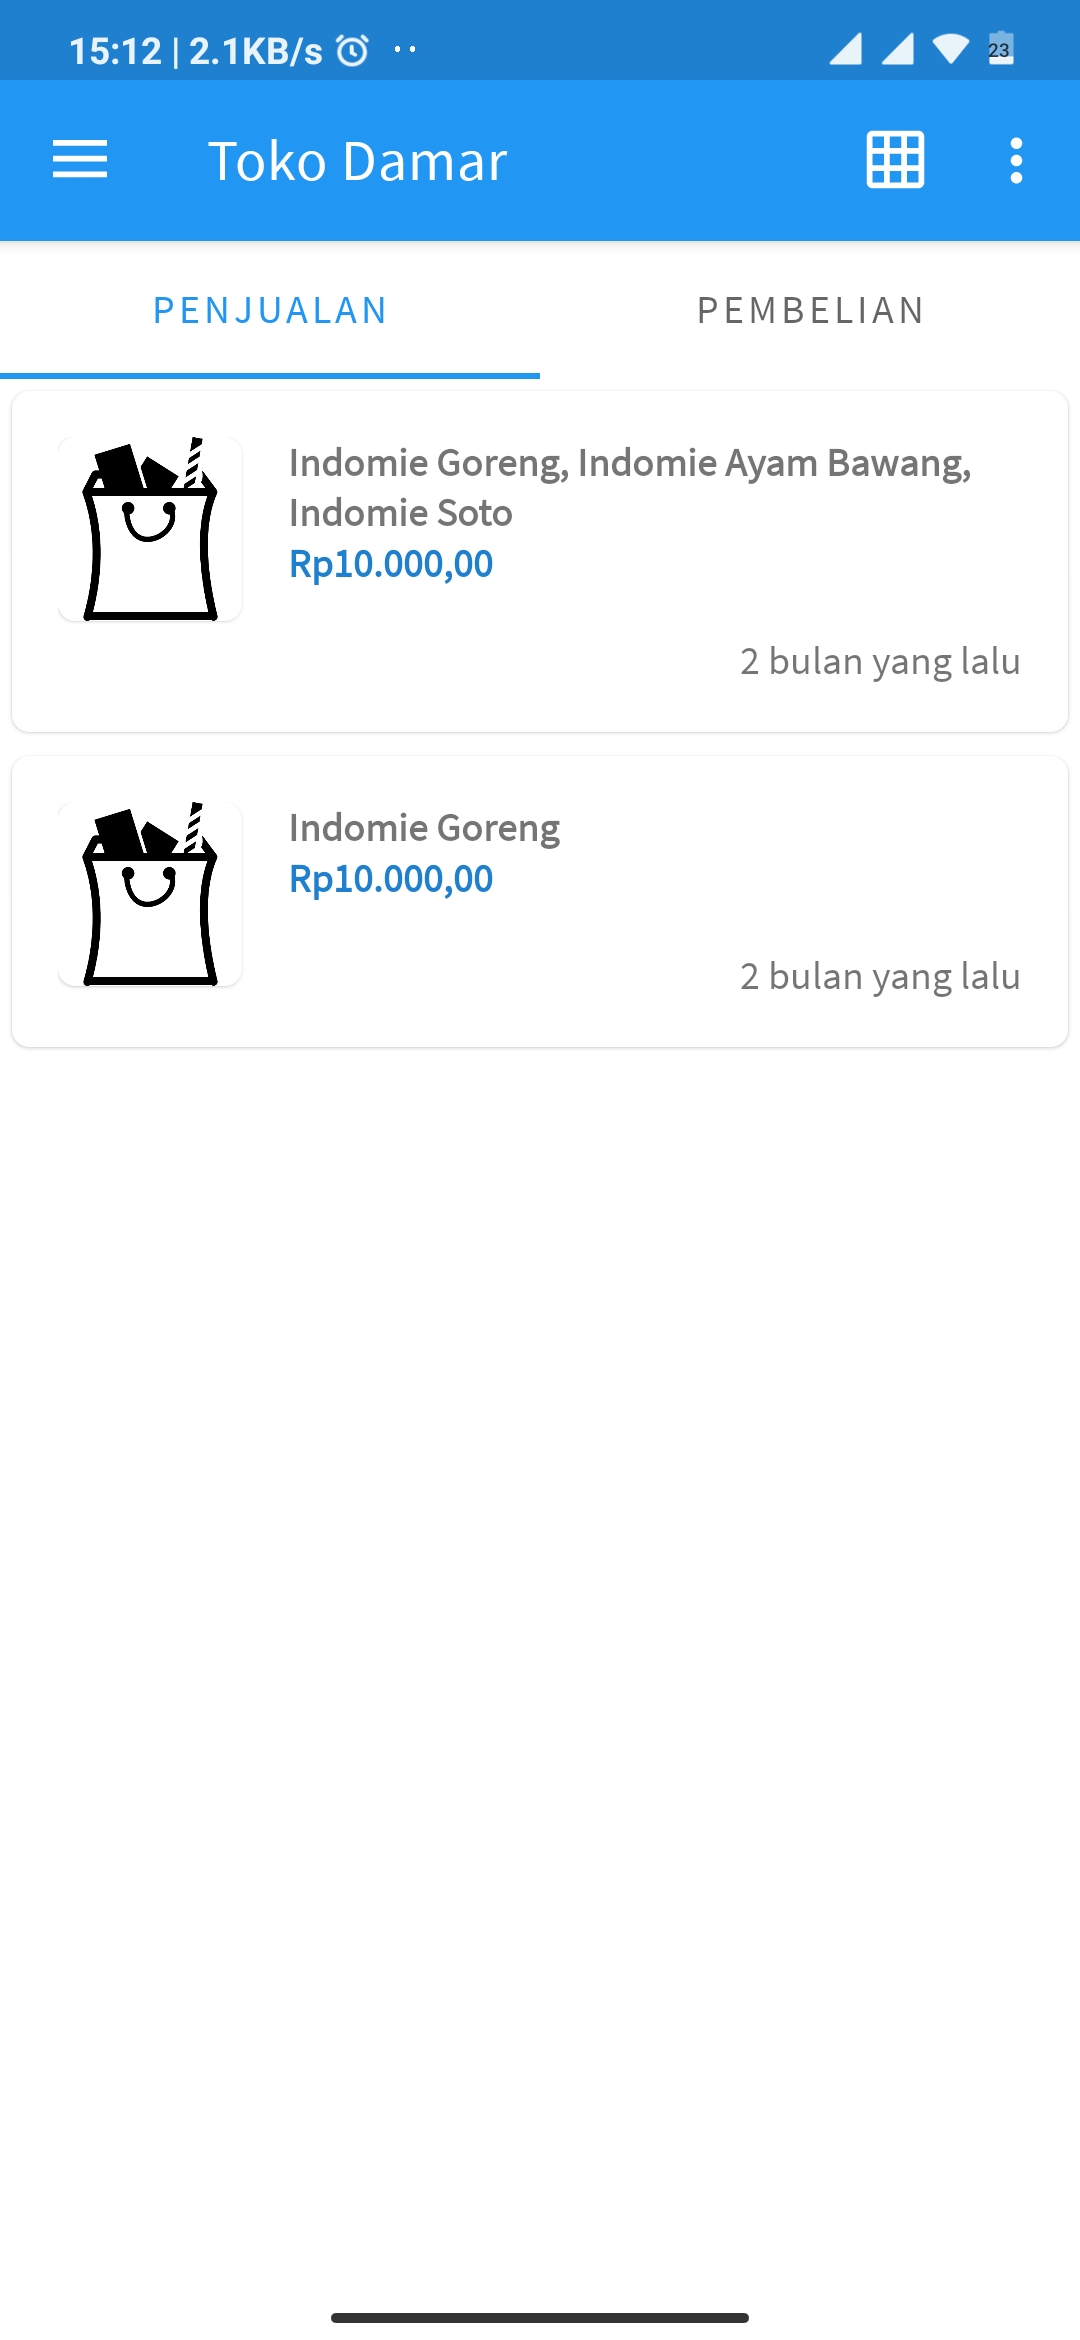 15:12 | 2.1KB/s
23
Toko Damar
PENJUALAN
PEMBELIAN
Indomie Goreng, Indomie Ayam Bawang,
Indomie Soto
Rp10.000,00
2 bulan yang lalu
Indomie Goreng
Rp10.000,00
2 bulan yang lalu